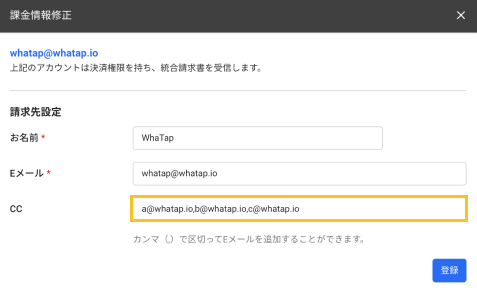 課金情報修正
whatap@whatap.io
上記のアカウントは決済権限を持ち、統合請求書を受信します。
請求先設定
お名前 *
WhaTap
Eメール *
whatap@whatap.io
CC
a@whatap.io,b@whatap.io,c@whatap.io
カンマ（,）で区切ってEメールを追加することができます。
登録